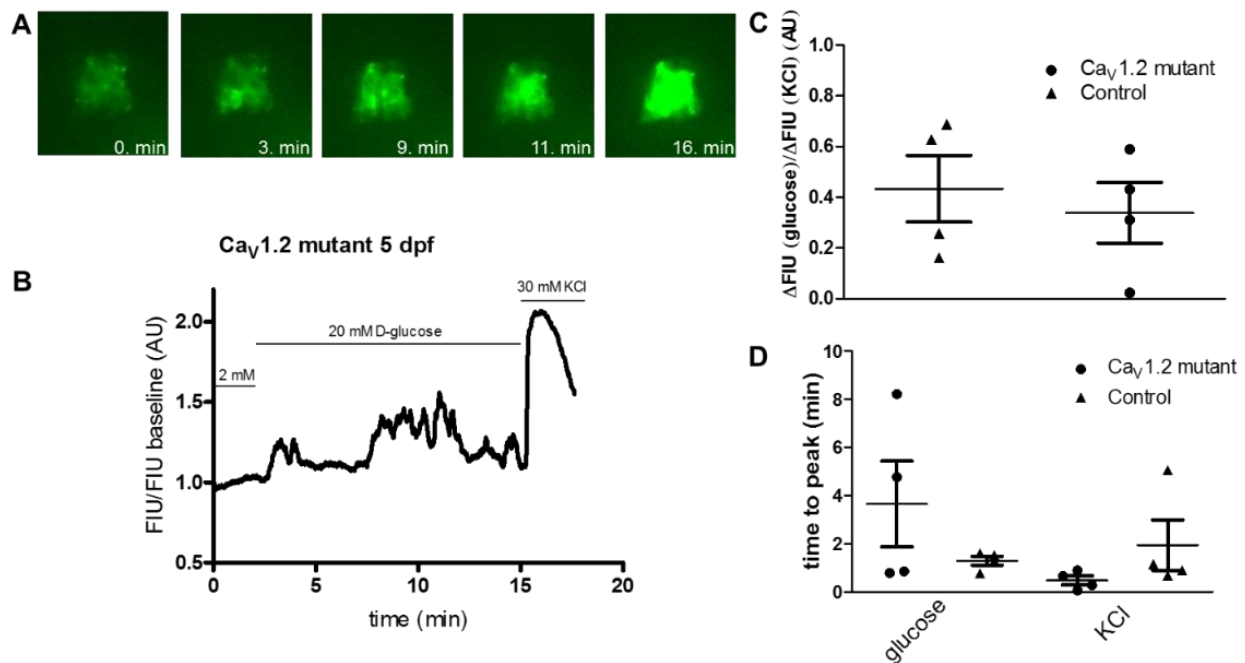 A
0. min
3. min
9. min
11. min
16. min
CaV1.2 mutant 5 dpf
B
FIU/FIU baseline (AU)
2.0
1.5
1.0
0.5
2 mM
20 mM D-glucose
30 mM KCl
0
5
10
15
20
time (min)
C
ΔFIU (glucose)/ΔFIU (KCl) (AU)
1.0
0.8
0.6
0.4
0.2
0.0
CaV1.2 mutant
Control
D
time to peak (min)
10
8
6
4
2
0
CaV1.2 mutant
Control
glucose
KCl